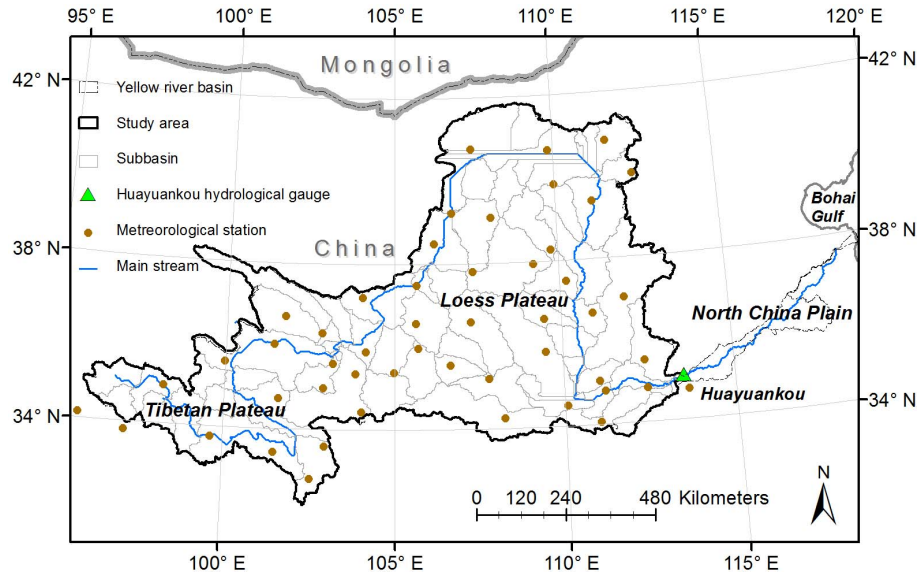 95° E 100° E 105° E 110° E 115° E 120° E
Mongolia
42° N 42° N
Yellow river basin
Study area
Subbasin
Huayuankou hydrological gauge
Metreorological station
Main stream
Bohai
Gulf
China
38° N 38° N
Loess Plateau
North China Plain
Tibetan Plateau
Huayuankou
34° N 34° N
N
0 120 240 480 Kilometers
100° E 105° E 110° E 115° E